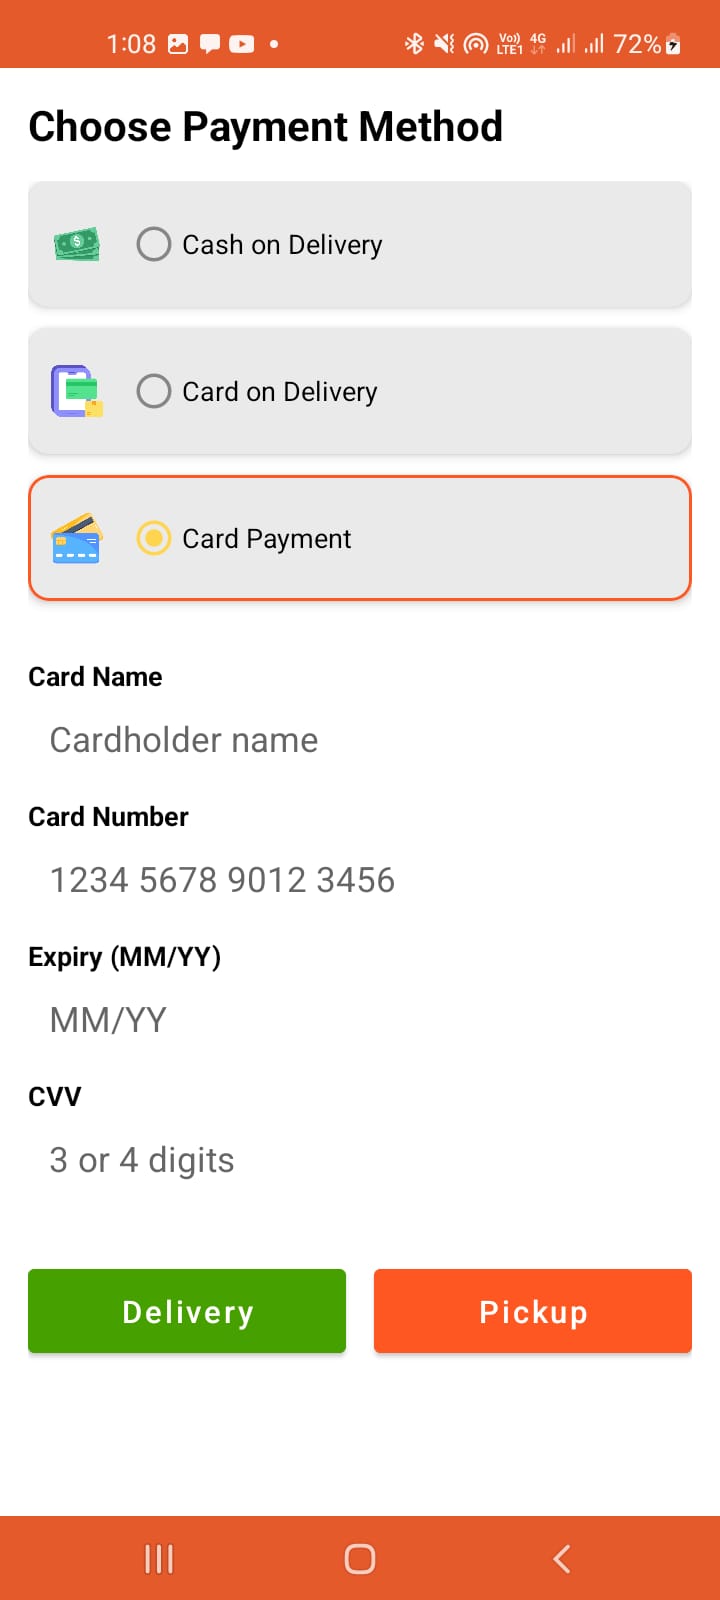 1:08 Vo)) LTE1 4G 72%
Choose Payment Method
$ Cash on Delivery
Card on Delivery
Card Payment
Card Name
Cardholder name
Card Number
1234 5678 9012 3456
Expiry (MM/YY)
MM/YY
CVV
3 or 4 digits
Delivery Pickup